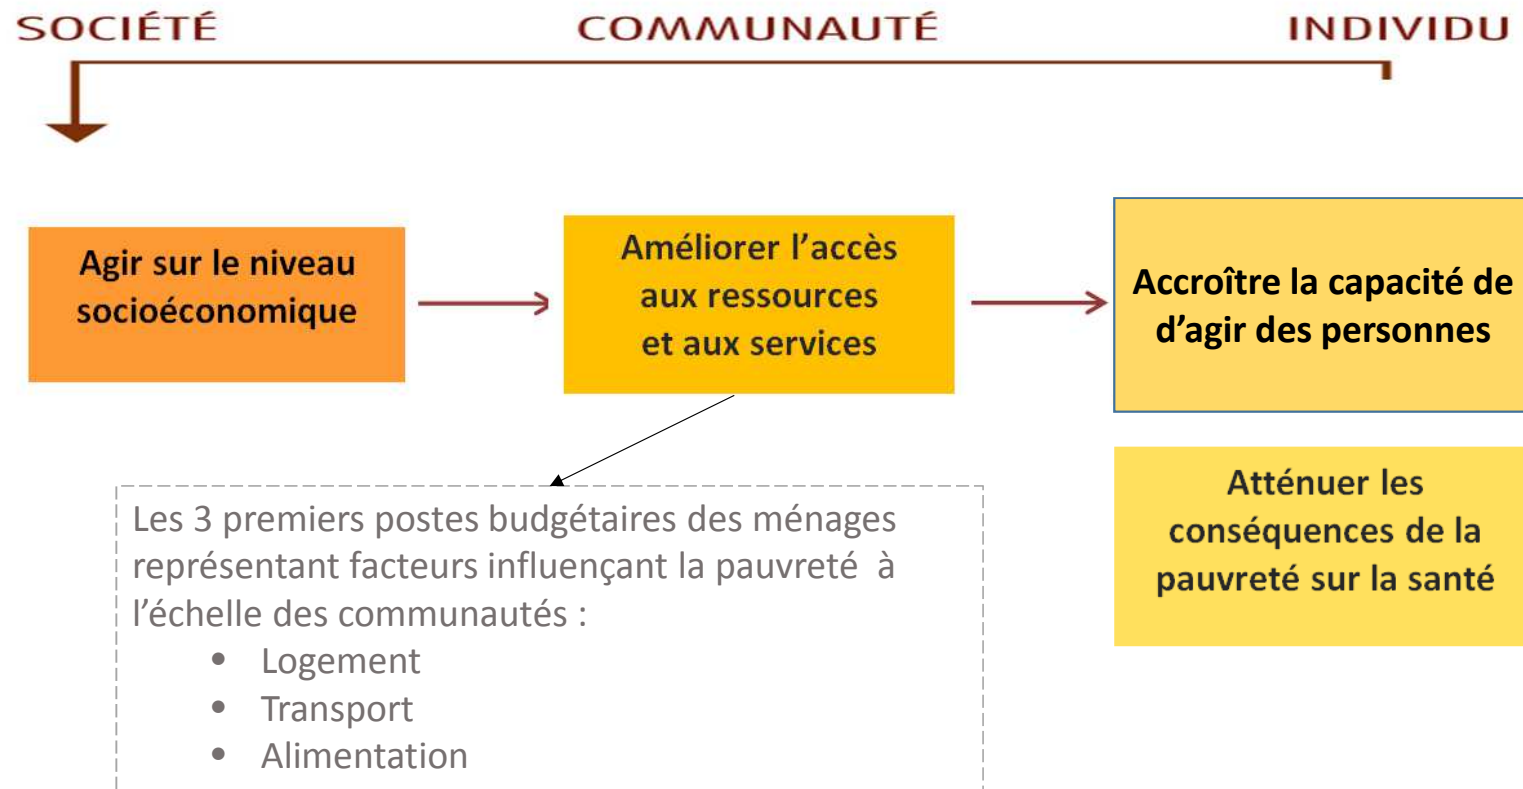 SOCIÉTÉ
COMMUNAUTÉ
INDIVIDU
Agir sur le niveau
socioéconomique
Améliorer l'accès
aux ressources
et aux services
Accroître la capacité de
d'agir des personnes
Atténuer les
conséquences de la
pauvreté sur la santé
Les 3 premiers postes budgétaires des ménages
représentant facteurs influençant la pauvreté à
l'échelle des communautés :
• Logement
• Transport
• Alimentation